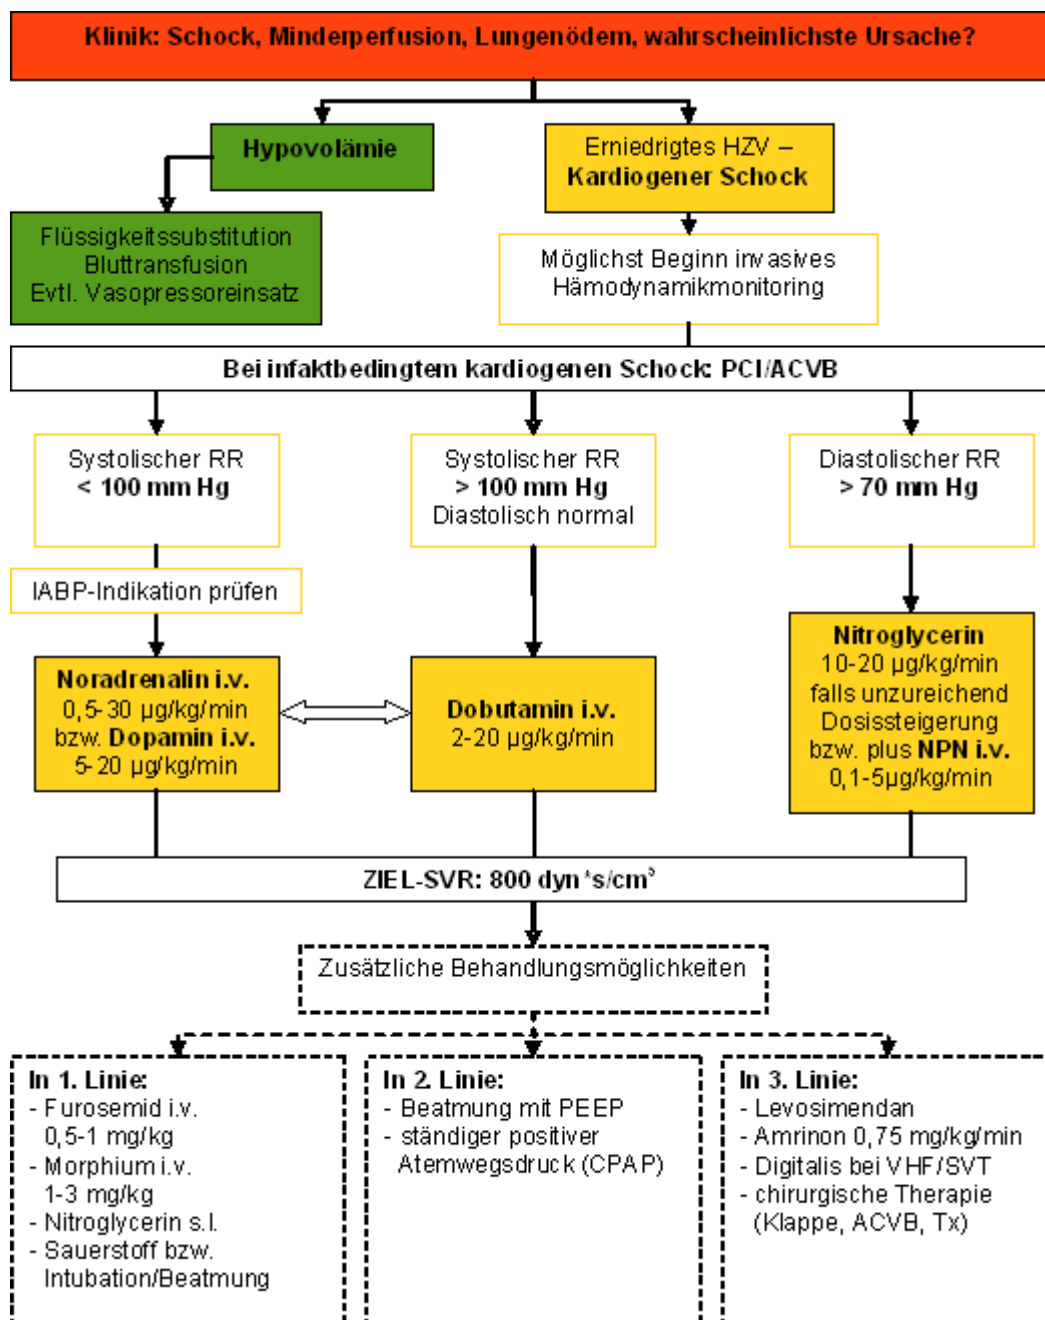 Klinik: Schock, Minderperfusion, Lungenödem, wahrscheinlichste Ursache?
Hypovolämie
Erniedrigtes HZV –
Kardiogener Schock
Flüssigkeitssubstitution
Bluttransfusion
Evtl. Vasopressoreinsatz
Möglichst Beginn invasives
Hämodynamikmonitoring
Bei infaktbedingtem kardiogenen Schock: PCI/ACVB
Systolischer RR
< 100 mm Hg
Systolischer RR
> 100 mm Hg
Diastolisch normal
Diastolischer RR
> 70 mm Hg
IABP-Indikation prüfen
Noradrenalin i.v.
0,5-30 µg/kg/min
bzw. Dopamin i.v.
5-20 µg/kg/min
Dobutamin i.v.
2-20 µg/kg/min
Nitroglycerin
10-20 µg/kg/min
falls unzureichend
Dosissteigerung
bzw. plus NPN i.v.
0,1-5µg/kg/min
ZIEL-SVR: 800 dyn*s/cm⁵
Zusätzliche Behandlungsmöglichkeiten
In 1. Linie:
- Furosemid i.v.
0,5-1 mg/kg
- Morphium i.v.
1-3 mg/kg
- Nitroglycerin s.l.
- Sauerstoff bzw.
Intubation/Beatmung
In 2. Linie:
- Beatmung mit PEEP
- ständiger positiver
Atemwegsdruck (CPAP)
In 3. Linie:
- Levosimendan
- Amrinon 0,75 mg/kg/min
- Digitalis bei VHF/SVT
- chirurgische Therapie
(Klappe, ACVB, Tx)